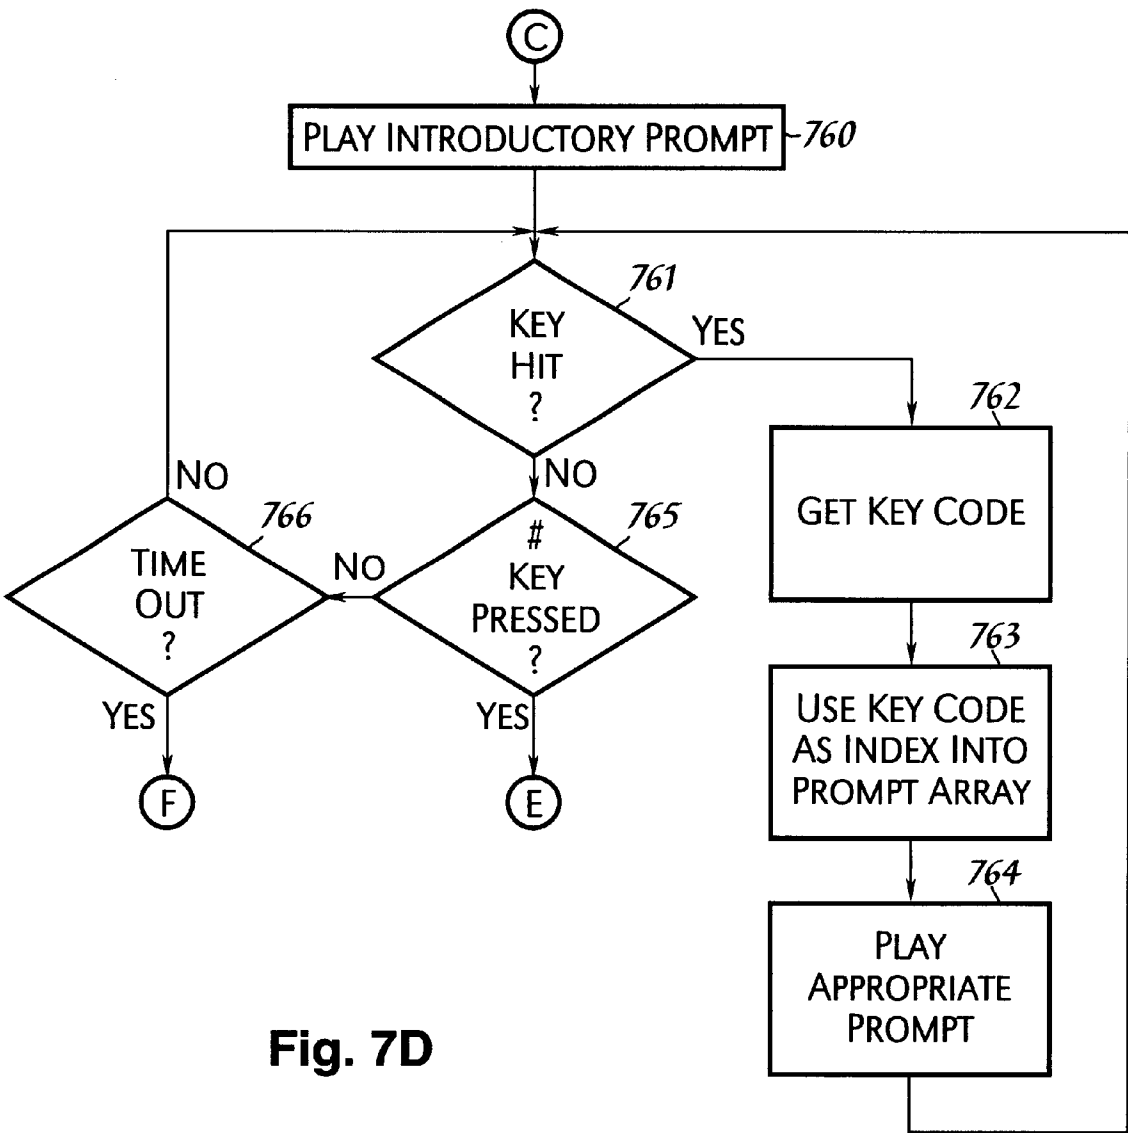 C
PLAY INTRODUCTORY PROMPT
760
761
KEY
HIT
?
YES
NO
762
GET KEY CODE
763
USE KEY CODE
AS INDEX INTO
PROMPT ARRAY
764
PLAY
APPROPRIATE
PROMPT
765
#
KEY
PRESSED
?
NO
YES
E
766
TIME
OUT
?
NO
YES
F
Fig. 7D